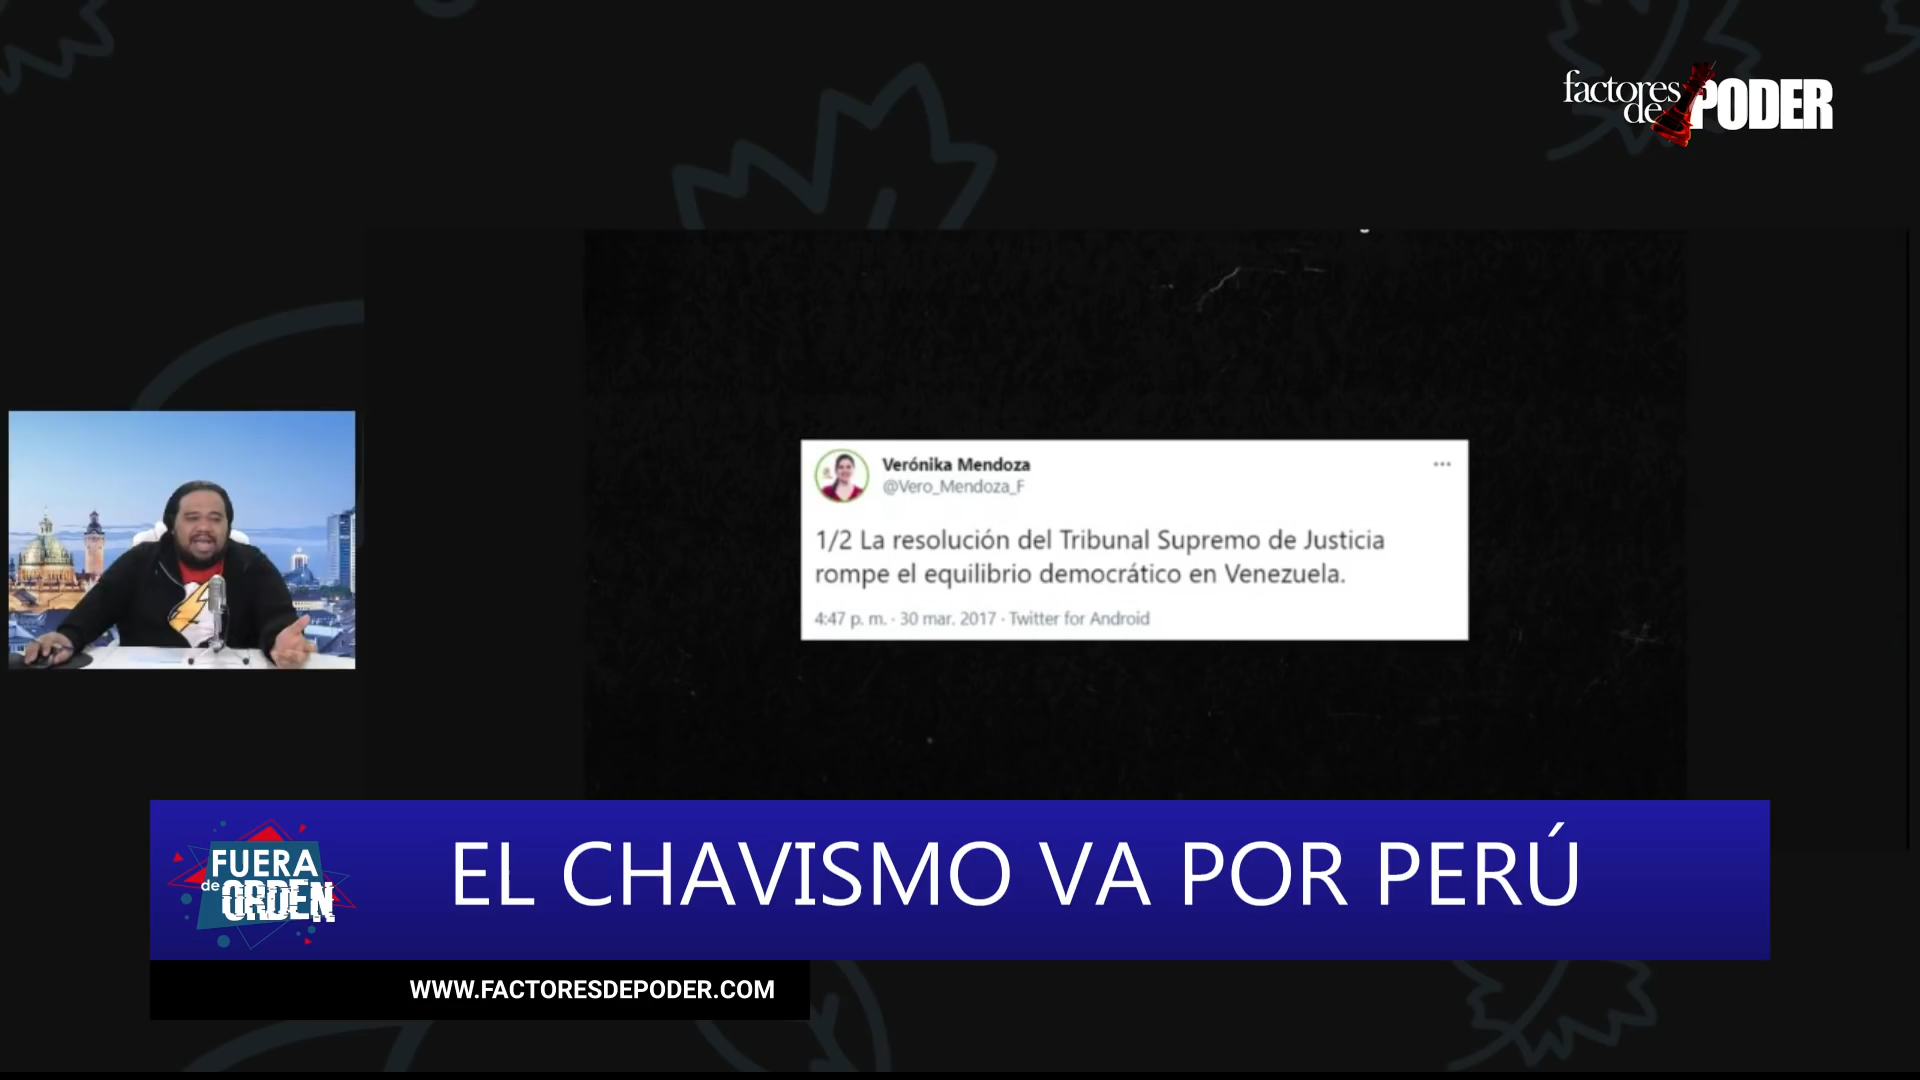 factores
de PODER
Verónika Mendoza
@Vero_Mendoza_F
1/2 La resolución del Tribunal Supremo de Justicia
rompe el equilibrio democrático en Venezuela.
4:47 p. m. · 30 mar. 2017 · Twitter for Android
FUERA
de ORDEN
EL CHAVISMO VA POR PERÚ
WWW.FACTORESDEPODER.COM